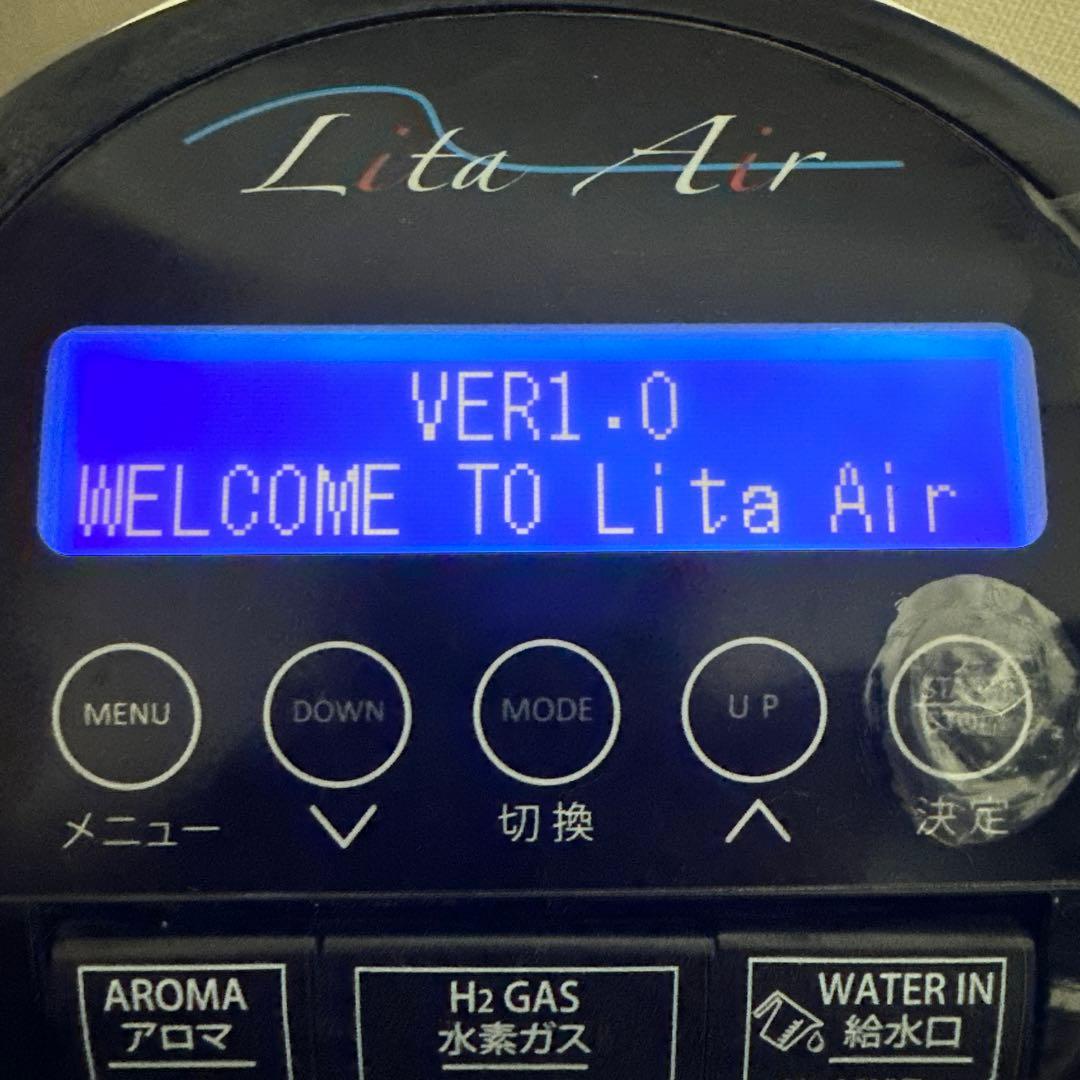 Lita Air
VER1.0
WELCOME TO Lita Air
MENU
DOWN
MODE
UP
メニュー
切換
決定
AROMA
アロマ
H2 GAS
水素ガス
WATER IN
給水口